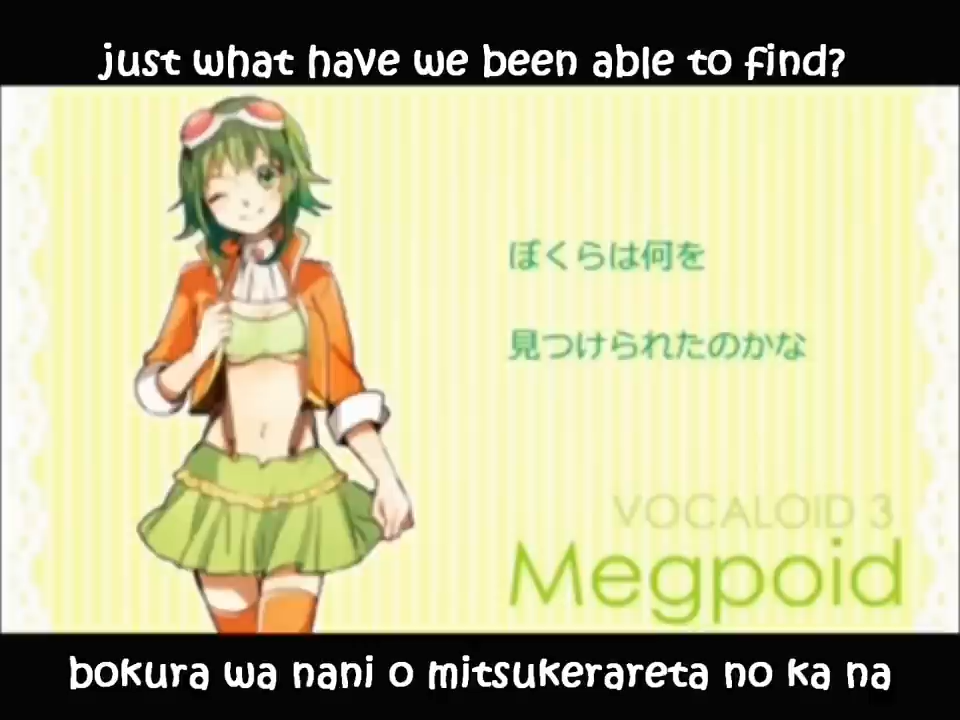 just what have we been able to find?
ぼくらは何を
見つけられたのかな
VOCALOID 3
Megpoid
bokura wa nani o mitsukerareta no ka na